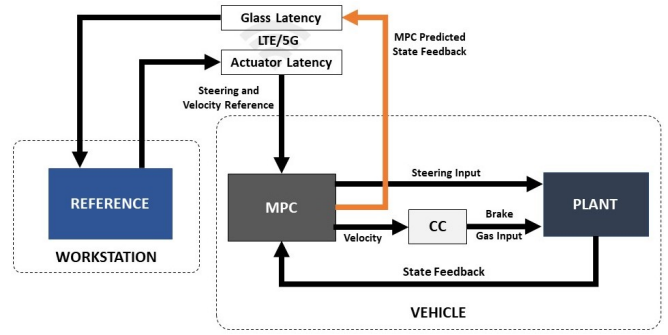 Glass Latency
LTE/5G
Actuator Latency
MPC Predicted
State Feedback
Steering and
Velocity Reference
REFERENCE
WORKSTATION
MPC
Steering Input
Velocity
CC
Brake
Gas Input
PLANT
State Feedback
VEHICLE